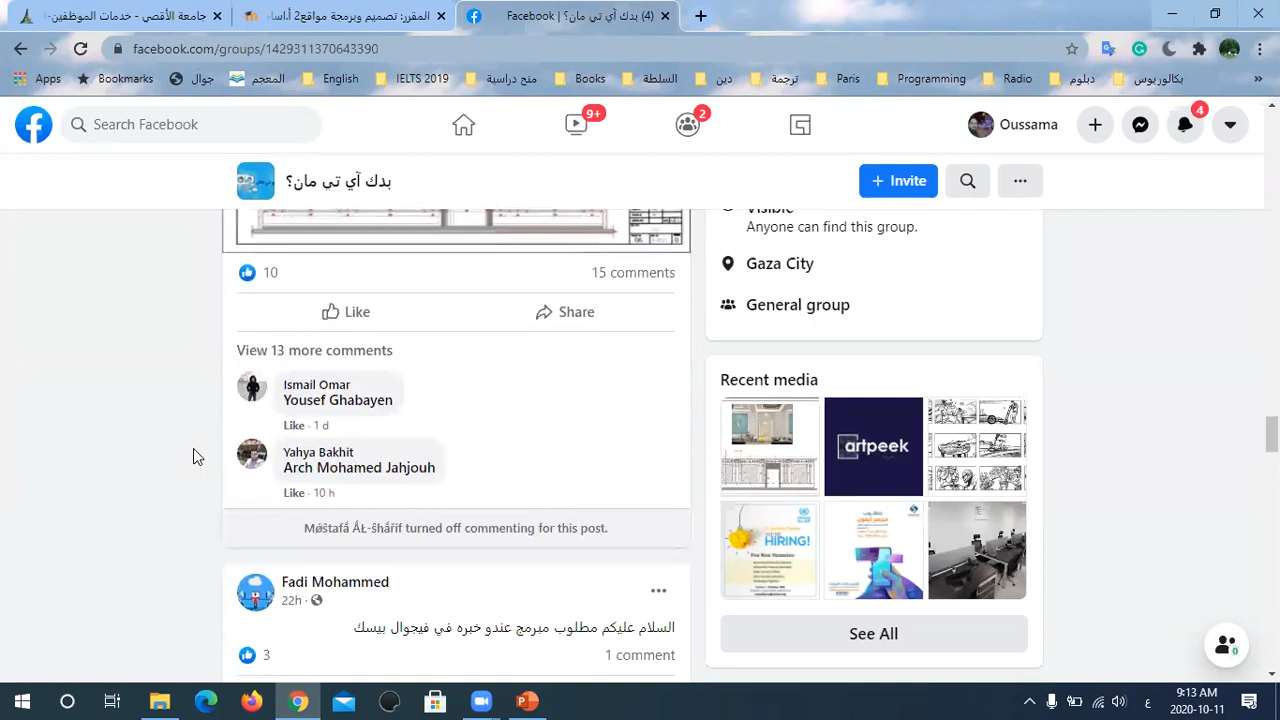 جامعة الأقصى - خدمات الموظفين-ا
المقرر: تصميم وبرمجة مواقع2 أ/أسا
(4) بدك آي تي مان؟ | Facebook
facebook.com/groups/1429311370643390
Apps
Bookmarks
جوال
المعجم
English
IELTS 2019
منح دراسية
Books
السلطة
دين
ترجمة
Paris
Programming
Radio
دبلوم
بكالوريوس
»
Search Facebook
9+
2
Oussama
4
بدك آي تي مان؟
+ Invite
Visible
Anyone can find this group.
Gaza City
General group
10
15 comments
Like
Share
View 13 more comments
Ismail Omar
Yousef Ghabayen
Like · 1 d
Yahya Bakhit
Arch Mohamed Jahjouh
Like · 10 h
turned off commenting for this post.
Fadi Mohammed
22h ·
السلام عليكم مطلوب مبرمج عندو خبره في فيجوال بيسك
3
1 comment
Recent media
artpeek
HIRING!
See All
0
9:13 AM
2020-10-11
ع